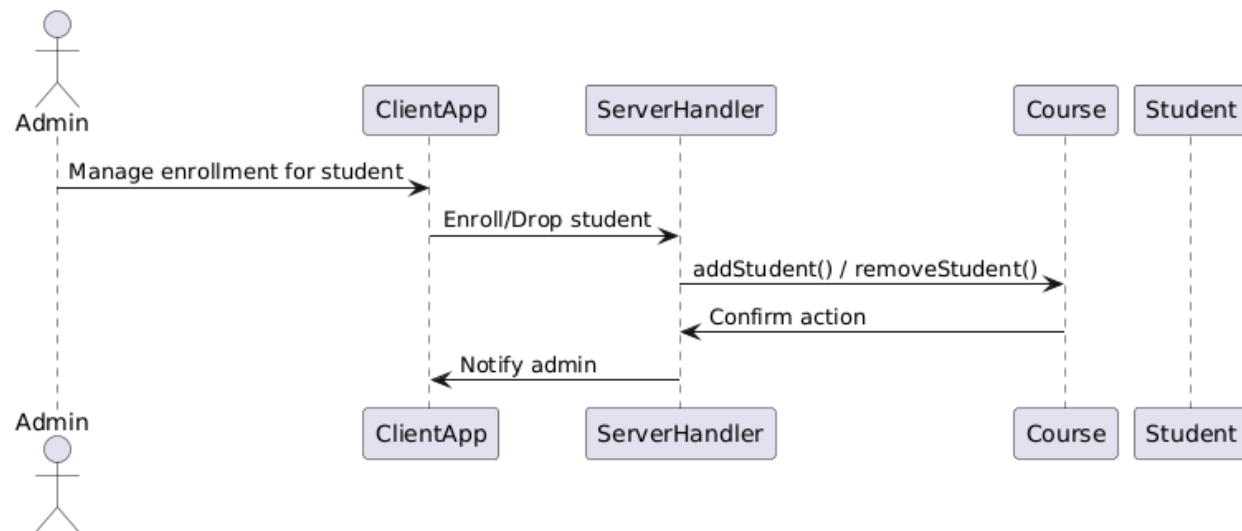 Admin
ClientApp
ServerHandler
Course
Student
Manage enrollment for student
Enroll/Drop student
addStudent() / removeStudent()
Confirm action
Notify admin
Admin
ClientApp
ServerHandler
Course
Student